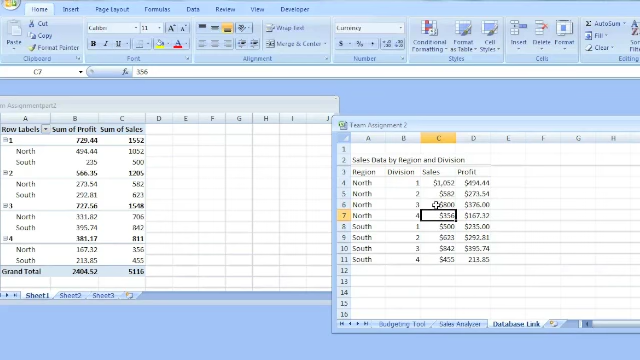 Home Insert Page Layout Formulas Data Review View Developer
Cut
Copy
Format Painter
Paste
Clipboard
Calibri 11
Font
Wrap Text
Merge & Center
Alignment
Currency
Number
Conditional Formatting
Format as Table
Cell Styles
Styles
Insert
Delete
Format
Cells
AutoSum
Fill
Clear
C7 356
Team Assignment 2
A B C D E F G H I J
Row Labels Sum of Profit Sum of Sales
1 729.44 1552
North 494.44 1052
South 235 500
2 566.35 1205
North 273.54 582
South 292.81 623
3 727.56 1548
North 331.82 706
South 395.74 842
4 381.17 811
North 167.32 356
South 213.85 455
Grand Total 2404.52 5116
Sheet1 Sheet2 Sheet3
A B C D E F G H
1
2 Sales Data by Region and Division
3 Region Division Sales Profit
4 North 1 $1,052 $494.44
5 North 2 $582 $273.54
6 North 3 $800 $376.00
7 North 4 $356 $167.32
8 South 1 $500 $235.00
9 South 2 $623 $292.81
10 South 3 $842 $395.74
11 South 4 $455 213.85
12
13
14
15
16
Budgeting Tool Sales Analyzer Database Link